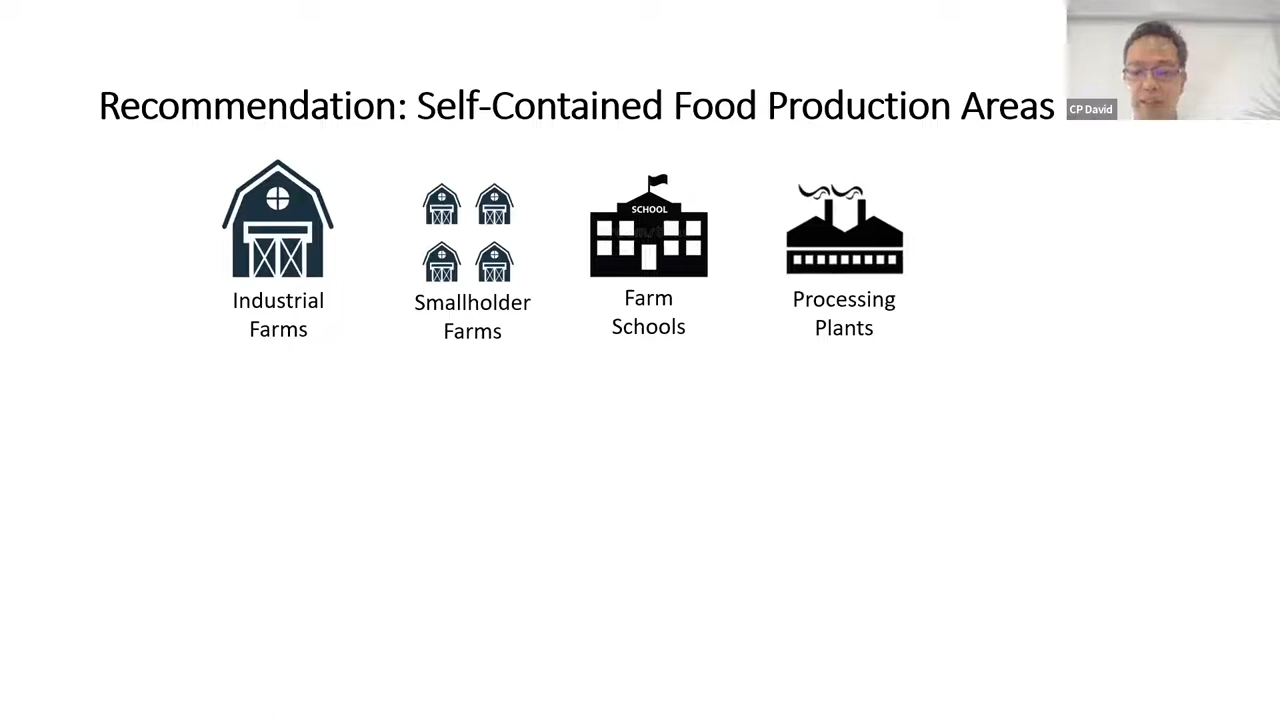 Recommendation: Self-Contained Food Production Areas
CP David
SCHOOL
Industrial
Farms
Smallholder
Farms
Farm
Schools
Processing
Plants